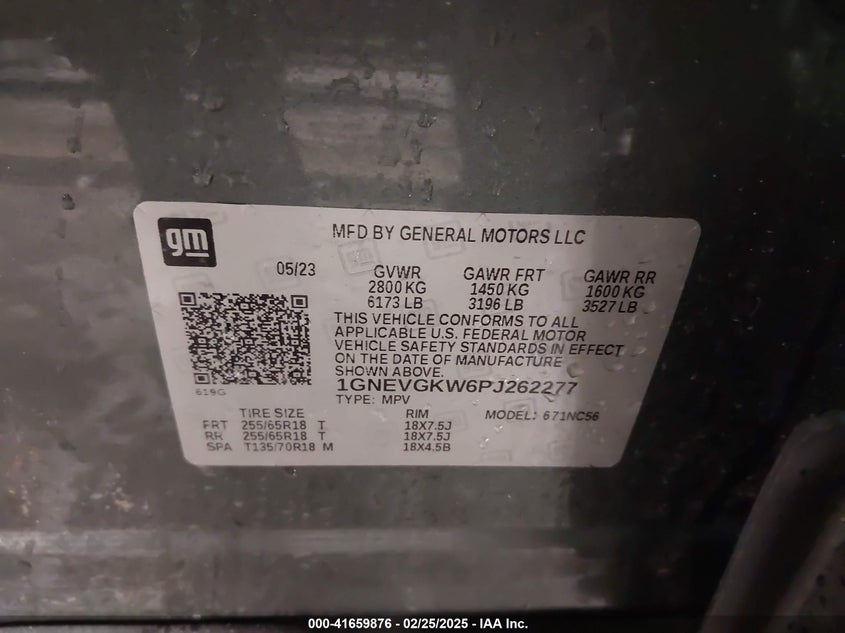 gm
MFD BY GENERAL MOTORS LLC
05/23 GVWR GAWR FRT GAWR RR
2800 KG 1450 KG 1600 KG
6173 LB 3196 LB 3527 LB
THIS VEHICLE CONFORMS TO ALL
APPLICABLE U.S. FEDERAL MOTOR
VEHICLE SAFETY STANDARDS IN EFFECT
ON THE DATE OF MANUFACTURE
SHOWN ABOVE.
1GNEVGKW6PJ262277
619G
TYPE: MPV MODEL: 671NC56
TIRE SIZE RIM
FRT 255/65R18 T 18X7.5J
RR 255/65R18 T 18X7.5J
SPA T135/70R18 M 18X4.5B
000-41659876 - 02/25/2025 - IAA Inc.